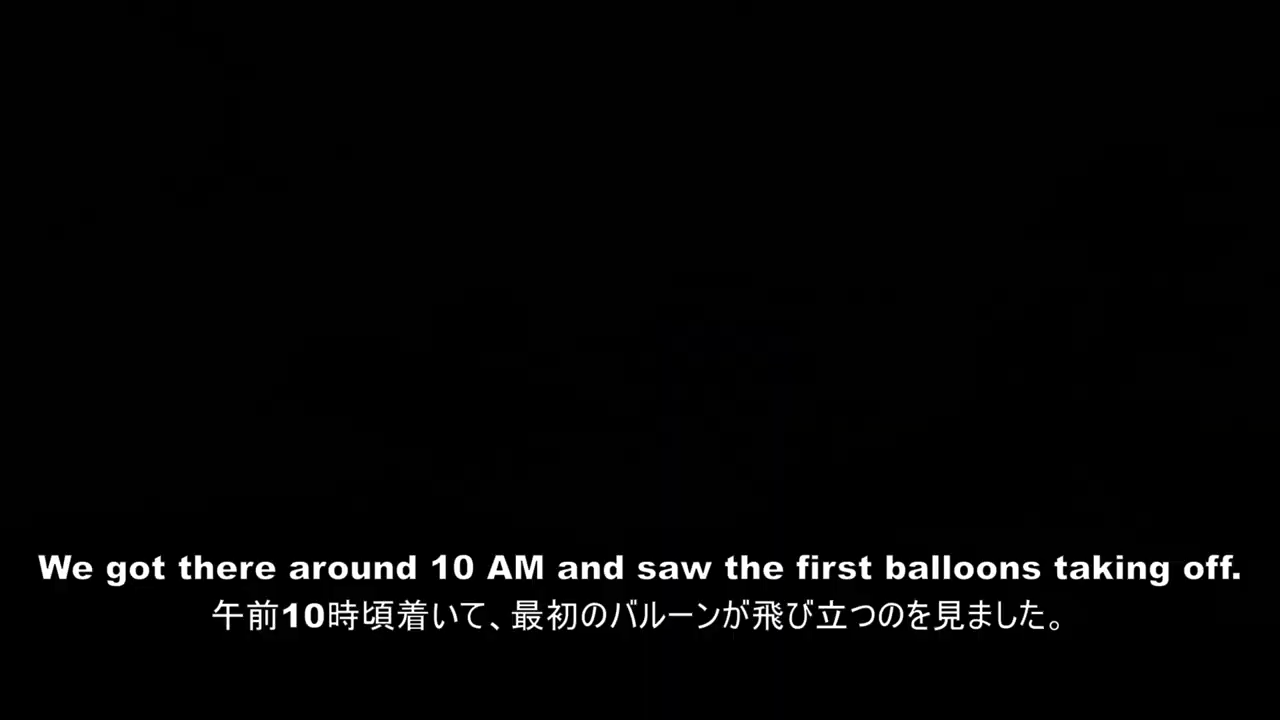 We got there around 10 AM and saw the first balloons taking off.
午前10時頃着いて、最初のバルーンが飛び立つのを見ました。